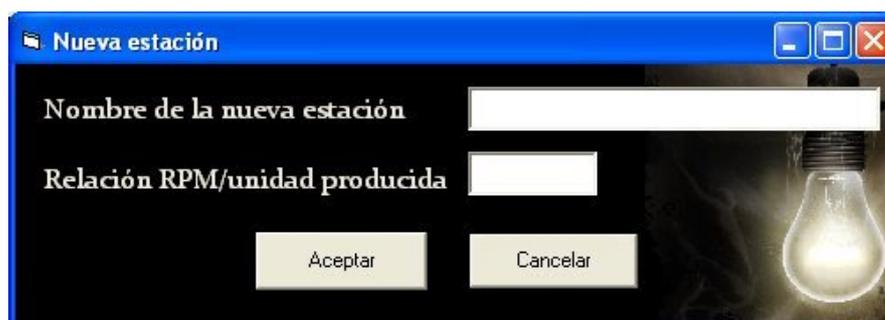 Nueva estación
Nombre de la nueva estación
Relación RPM/unidad producida
Aceptar Cancelar